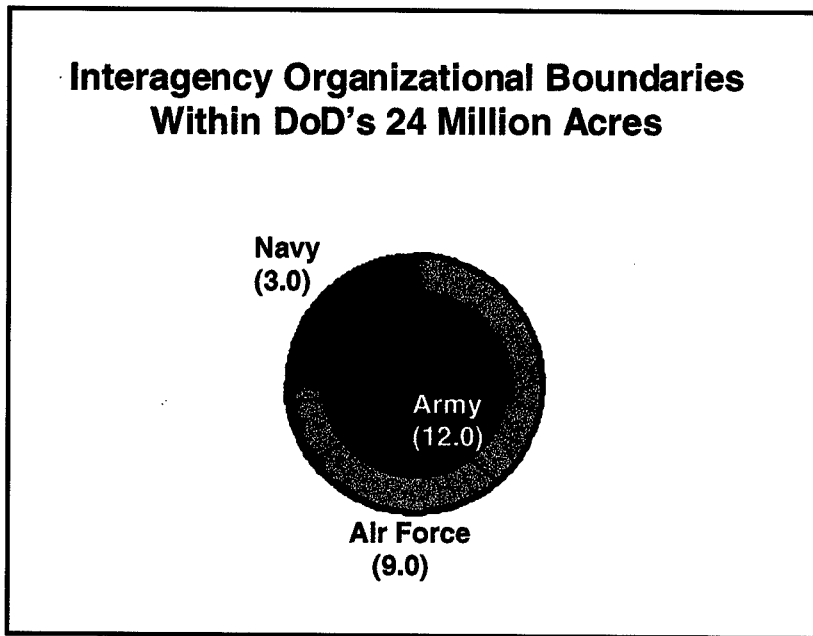 Interagency Organizational Boundaries
Within DoD's 24 Million Acres
Navy
(3.0)
Army
(12.0)
Air Force
(9.0)